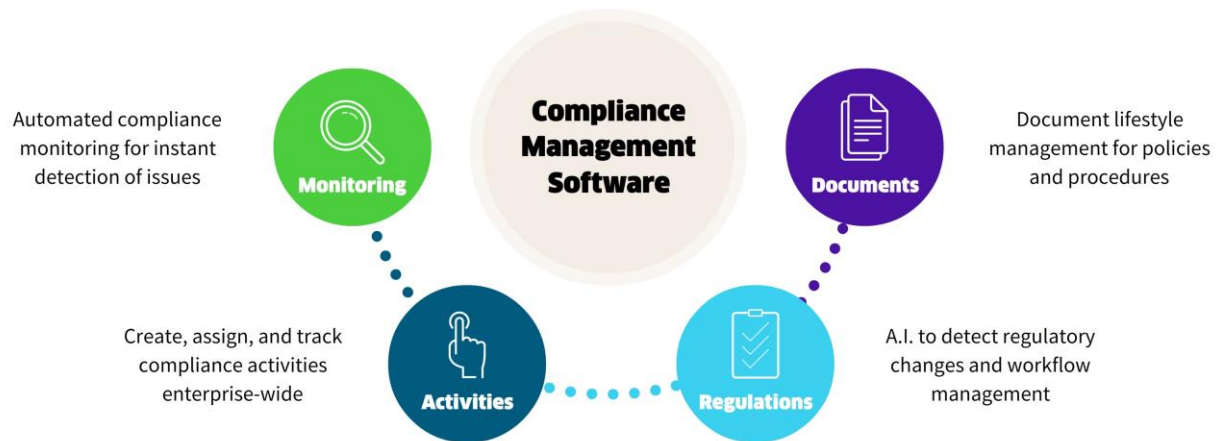 Compliance
Management
Software
Automated compliance
monitoring for instant
detection of issues
Monitoring
Documents
Document lifestyle
management for policies
and procedures
Create, assign, and track
compliance activities
enterprise-wide
Activities
Regulations
A.I. to detect regulatory
changes and workflow
management